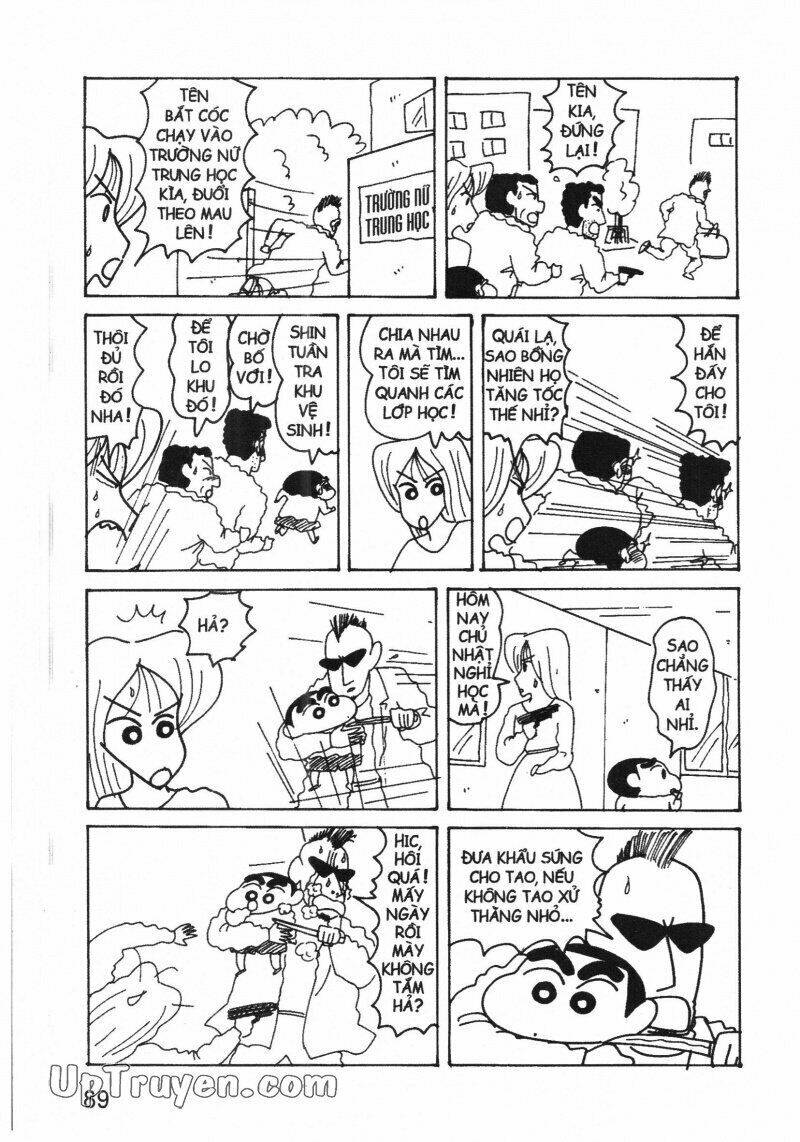 TÊN
KIA,
ĐỨNG
LẠI!
TÊN
BẮT CÓC
CHẠY VÀO
TRƯỜNG NỮ
TRUNG HỌC
KÌA, ĐUỔI
THEO MAU
LÊN!
TRƯỜNG NỮ
TRUNG HỌC
ĐỂ
HẮN
ĐẤY
CHO
TÔI!
QUÁI LẠ,
SAO BỖNG
NHIÊN HỌ
TĂNG TỐC
THẾ NHỈ?
CHIA NHAU
RA MÀ TÌM...
TÔI SẼ TÌM
QUANH CÁC
LỚP HỌC!
SHIN
TUẦN
TRA
KHU
VỆ
SINH!
CHỜ
BỐ
VỚI!
ĐỂ
TÔI
LO
KHU
ĐÓ!
THÔI
ĐỦ
RỒI
ĐÓ
NHA!
SAO
CHẲNG
THẤY
AI
NHỈ.
HÔM
NAY
CHỦ
NHẬT
NGHỈ
HỌC
MÀ!
HẢ?
ĐƯA KHẨU SÚNG
CHO TAO, NẾU
KHÔNG TAO XỬ
THẰNG NHỎ...
HIC,
HÔI
QUÁ!
MẤY
NGÀY
RỒI
MÀY
KHÔNG
TẮM
HẢ?
UpTruyen.com
89